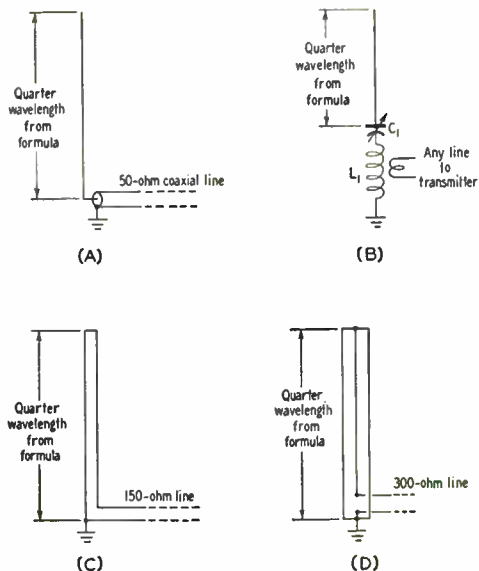 Quarter
wavelength
from
formula
50-ohm coaxial line
(A)
Quarter
wavelength
from
formula
C1
L1
Any line
to
transmitter
(B)
Quarter
wavelength
from
formula
150-ohm line
(C)
Quarter
wavelength
from
formula
300-ohm line
(D)